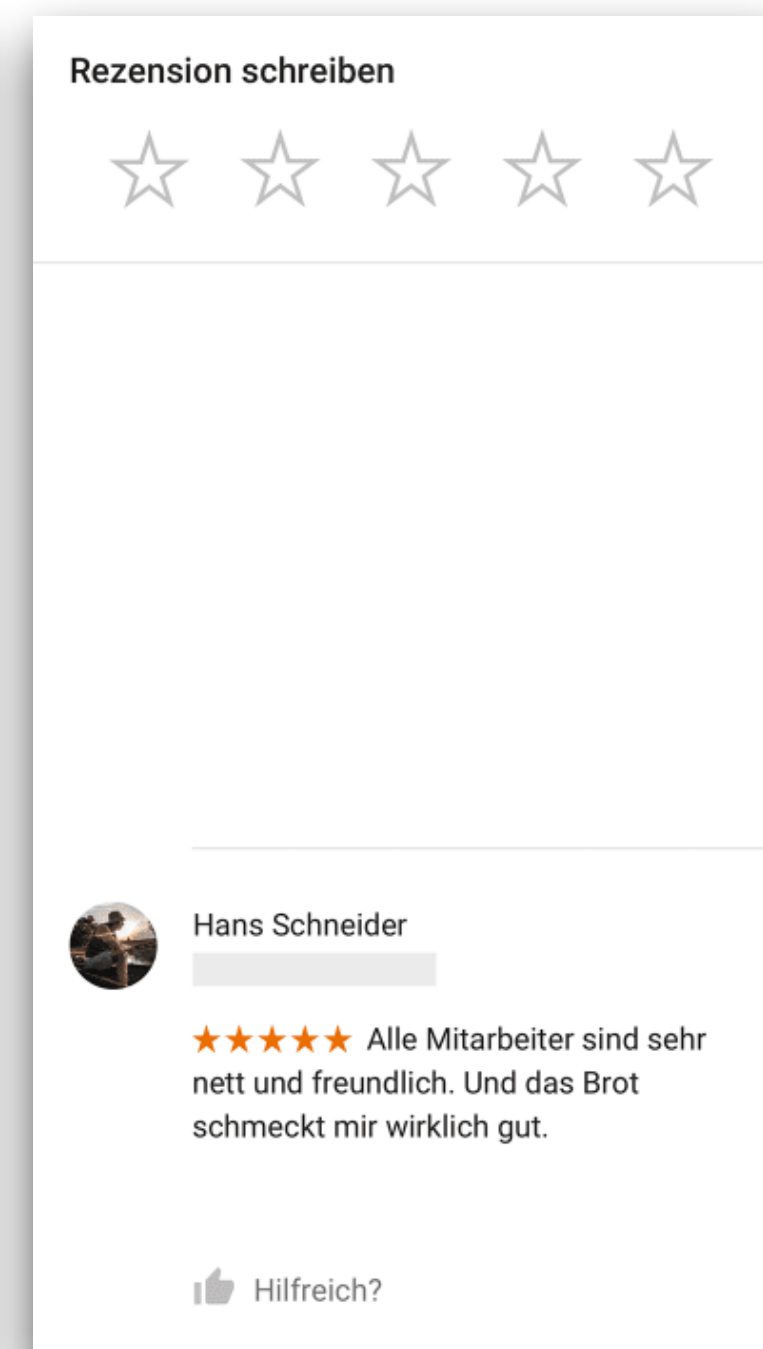 Rezension schreiben
Hans Schneider
Alle Mitarbeiter sind sehr
nett und freundlich. Und das Brot
schmeckt mir wirklich gut.
Hilfreich?